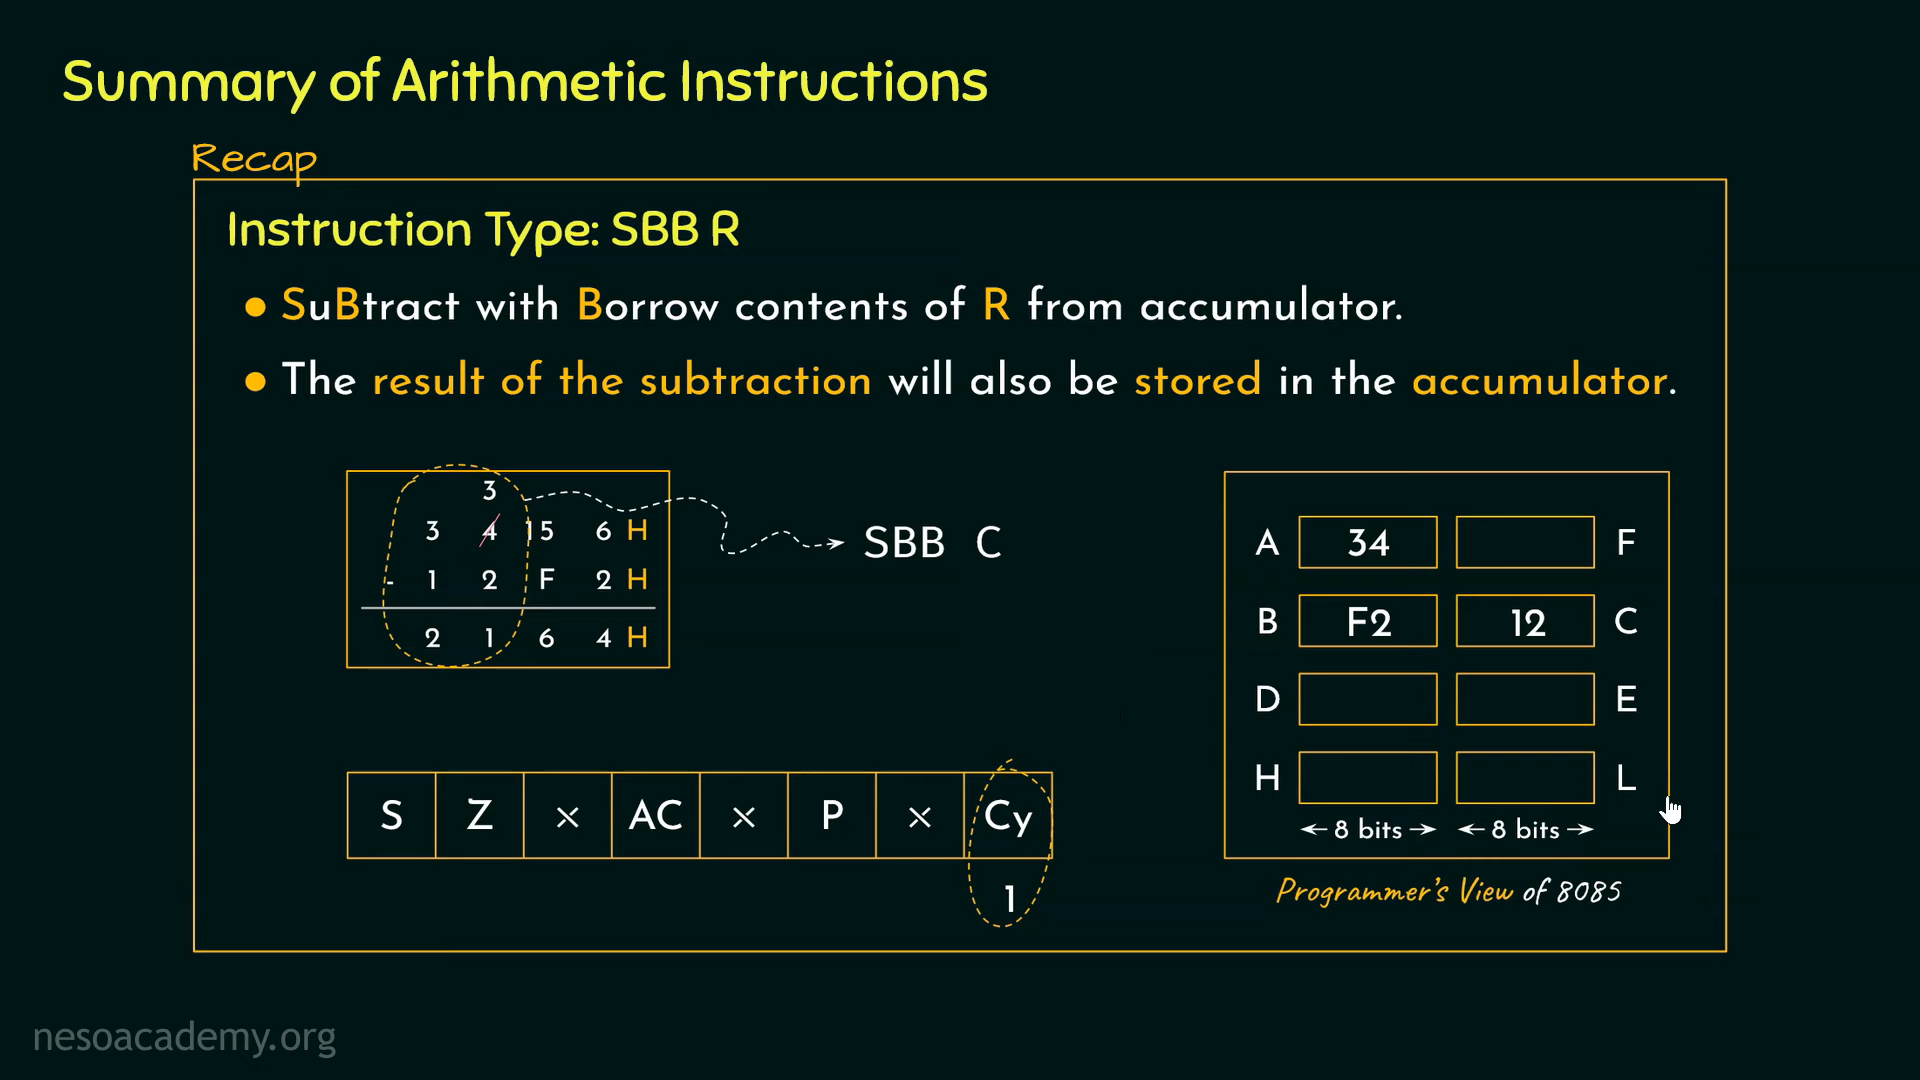 Summary of Arithmetic Instructions
Recap
Instruction Type: SBB R
SuBtract with Borrow contents of R from accumulator.
The result of the subtraction will also be stored in the accumulator.
3
3 4 15 6 H
- 1 2 F 2 H
2 1 6 4 H
SBB C
A 34 F
B F2 12 C
D E
H L
8 bits 8 bits
Programmer's View of 8085
S Z × AC × P × Cy
1
nesoacademy.org